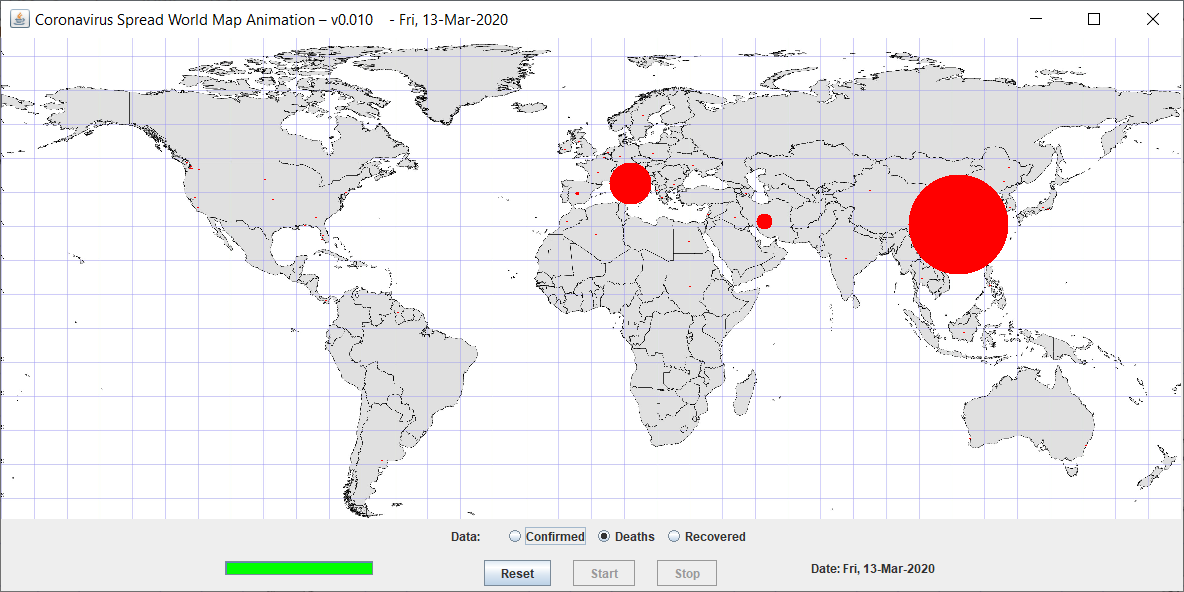 Coronavirus Spread World Map Animation – v0.010 - Fri, 13-Mar-2020
Data: Confirmed Deaths Recovered
Reset Start Stop Date: Fri, 13-Mar-2020